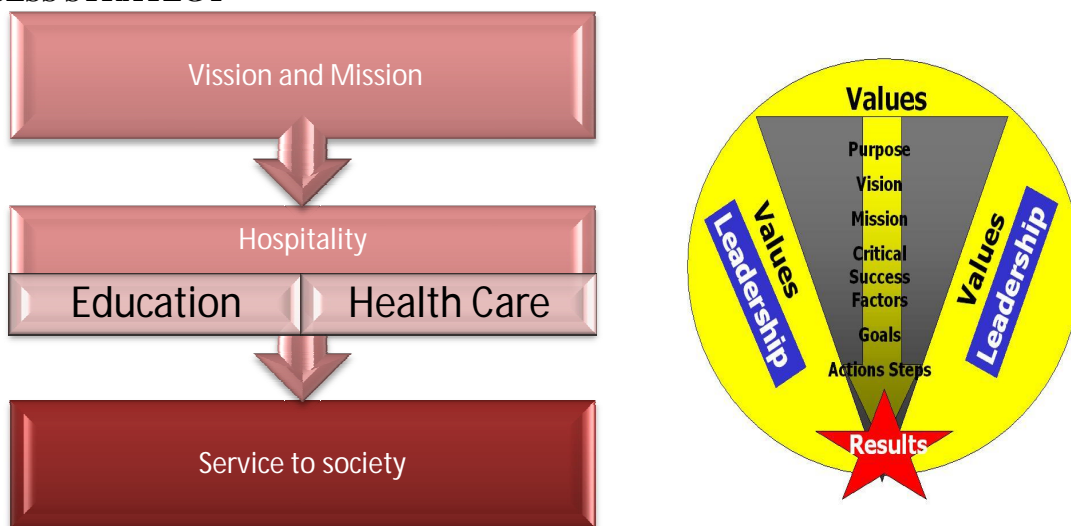 Vission and Mission
Hospitality
Education
Health Care
Service to society
Values
Purpose
Vision
Mission
Critical
Success
Factors
Goals
Actions Steps
Values
Leadership
Values
Leadership
Results